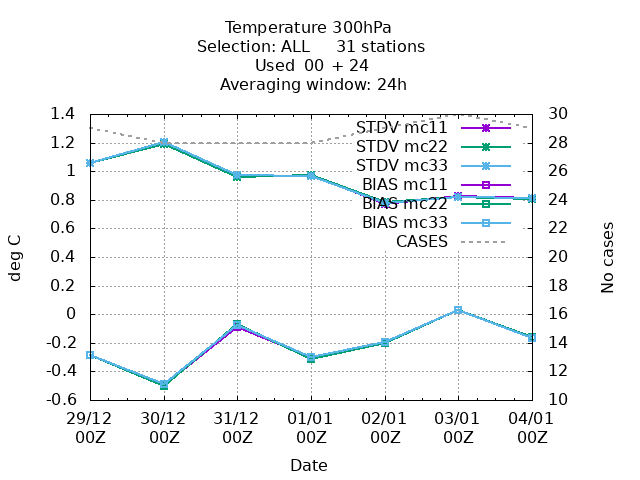 Temperature 300hPa
Selection: ALL     31 stations
Used  00  + 24
Averaging window: 24h
1.4
1.2
1
0.8
0.6
0.4
0.2
0
-0.2
-0.4
-0.6
deg C
30
28
26
24
22
20
18
16
14
12
10
No cases
STDV mc11
STDV mc22
STDV mc33
BIAS mc11
BIAS mc22
BIAS mc33
CASES
29/12 30/12 31/12 01/01 02/01 03/01 04/01
00Z 00Z 00Z 00Z 00Z 00Z 00Z
Date